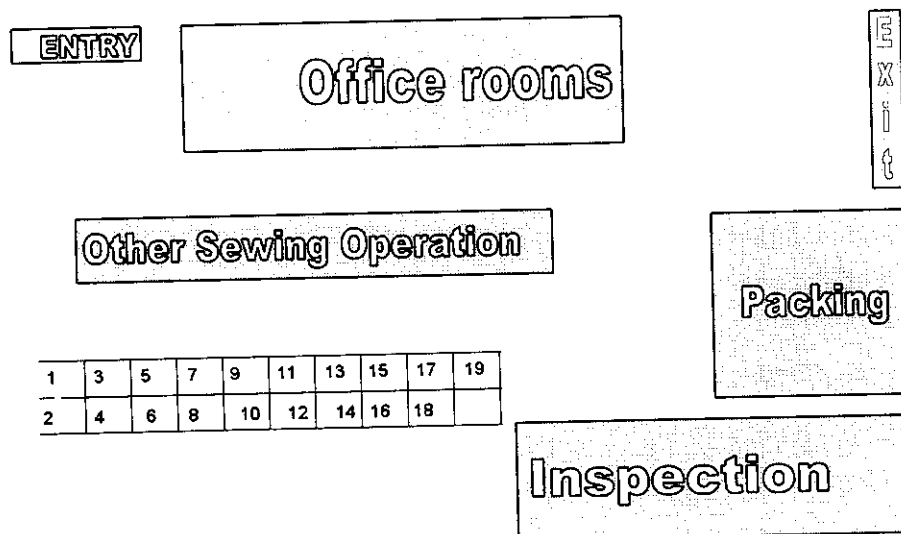 ENTRY
Office rooms
Exit
Other Sewing Operation
Packing
1 3 5 7 9 11 13 15 17 19
2 4 6 8 10 12 14 16 18
Inspection